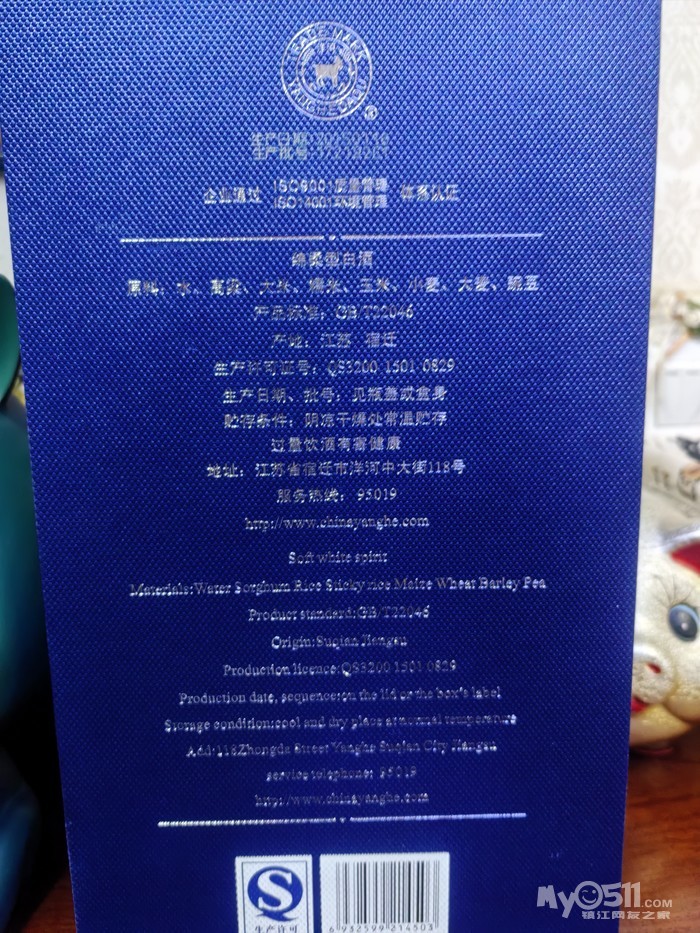 TRADE MARK
®
生产日期:
生产批号:
企业通过 ISO9001质量管理 体系认证
ISO14001环境管理
绵柔型白酒
原料：水、高粱、大米、糯米、玉米、小麦、大麦、豌豆
产品标准：GB/T22046
产地：江苏 宿迁
生产许可证号：QS3200 1501 0829
生产日期、批号：见瓶盖或盒身
贮存条件：阴凉干燥处常温贮存
过量饮酒有害健康
地址：江苏省宿迁市洋河中大街118号
服务热线：95019
http://www.chinayanghe.com
Soft white spirit
Materials:Water Sorghum Rice Sticky rice Maize Wheat Barley Pea
Product standard:GB/T22046
Origin:Suqian Jiangsu
Production licence:QS3200 1501 0829
Production date, sequence:on the lid or the box's label
Storage condition:cool and dry place at normal temperature
Add:118Zhongda Street Yanghe Suqian City Jiangsu
service telephone: 95019
http://www.chinayanghe.com
生产许可
6 932599 214503
My0511.com
镇江网友之家